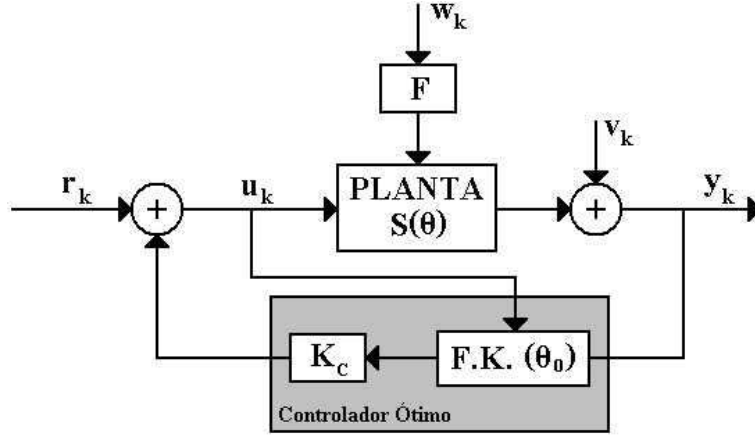 w_k
F
v_k
r_k
+
u_k
PLANTA
S(θ)
+
y_k
K_c
F.K. (θ_0)
Controlador Ótimo